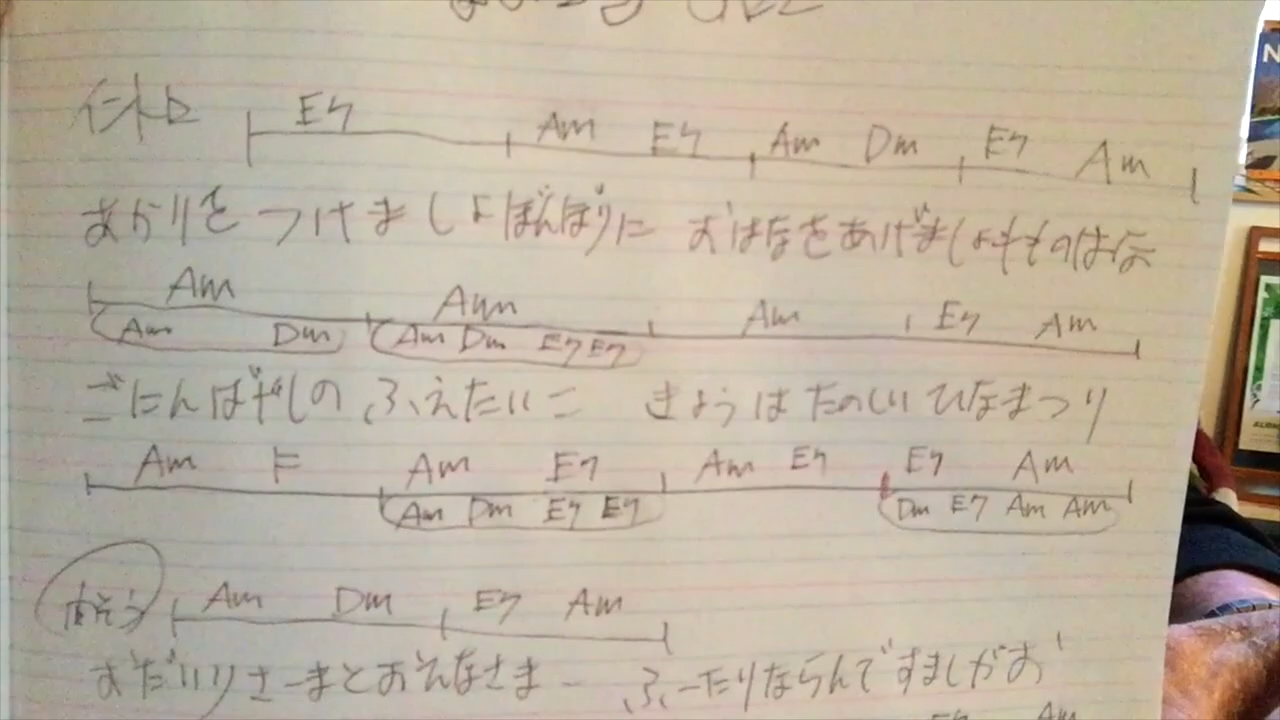 イントロ E7 Am E7 Am Dm E7 Am
あかりをつけましょぼんぼりに おはなをあげましょもものはな
Am Am Am E7 Am
Am Dm Am Dm E7 E7
ごにんばやしの ふえたいこ きょうはたのしいひなまつり
Am F Am E7 Am E7 E7 Am
Am Dm E7 E7 Dm E7 Am Am
Am Dm E7 Am
おだいりさーまとおひなさまー ふーたりならんですましがお
E7 Am
N